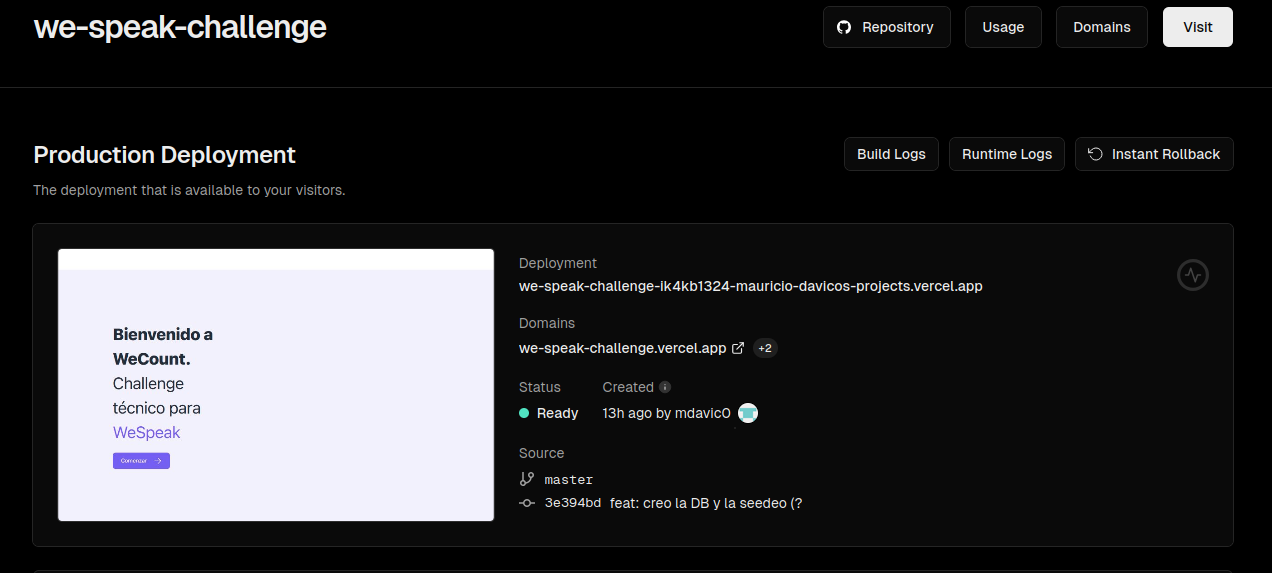 we-speak-challenge
Repository
Usage
Domains
Visit
Production Deployment
Build Logs
Runtime Logs
Instant Rollback
The deployment that is available to your visitors.
Bienvenido a
WeCount.
Challenge
técnico para
WeSpeak
Comenzar
Deployment
we-speak-challenge-ik4kb1324-mauricio-davicos-projects.vercel.app
Domains
we-speak-challenge.vercel.app +2
Status
Created
Ready
13h ago by mdavic0
Source
master
3e394bd feat: creo la DB y la seedeo (?